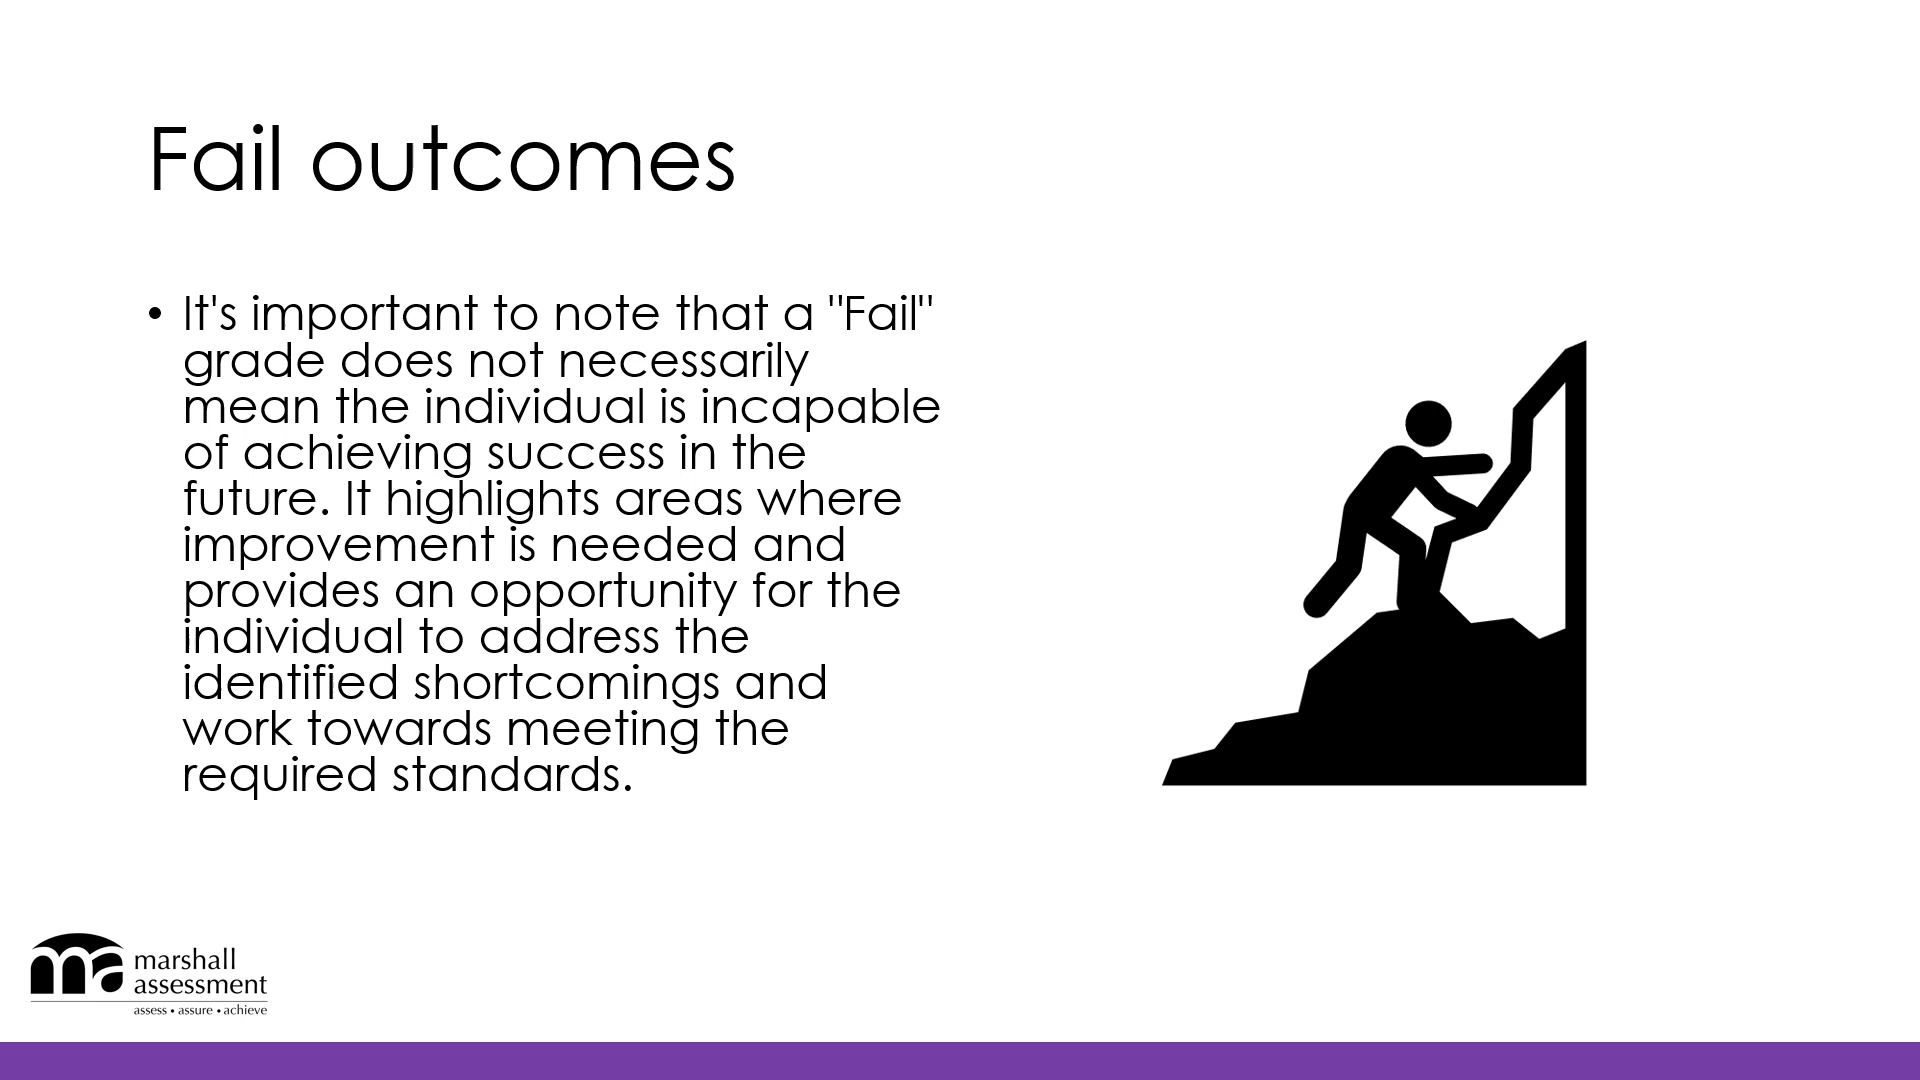 Fail outcomes
• It's important to note that a "Fail"
grade does not necessarily
mean the individual is incapable
of achieving success in the
future. It highlights areas where
improvement is needed and
provides an opportunity for the
individual to address the
identified shortcomings and
work towards meeting the
required standards.
ma
marshall
assessment
assess • assure • achieve